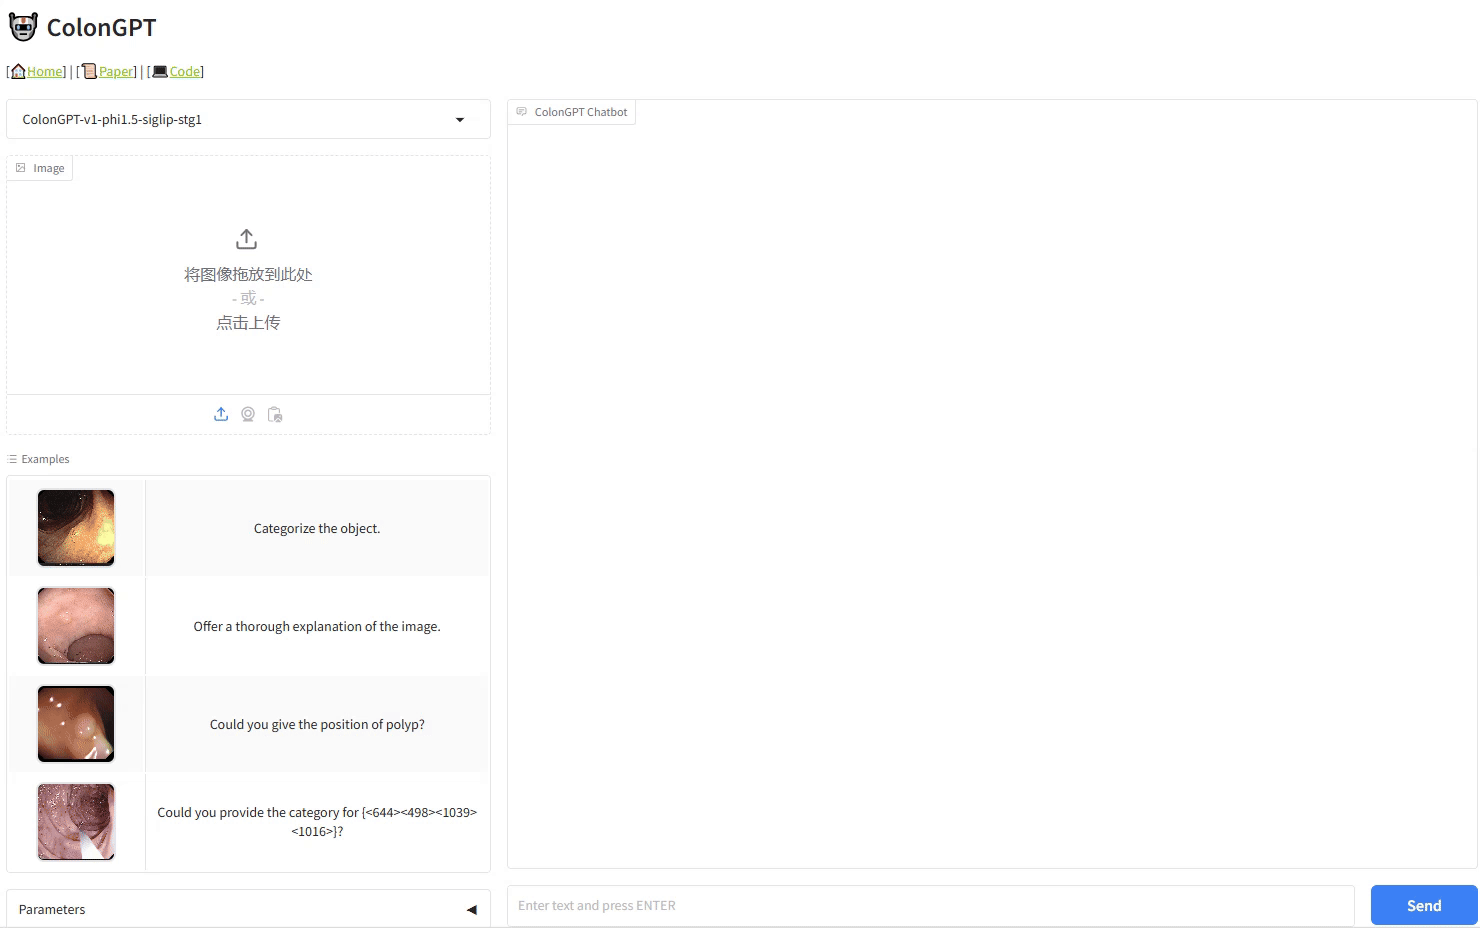 ColonGPT
[Home] | [Paper] | [Code]
ColonGPT-v1-phi1.5-siglip-stg1
Image
将图像拖放到此处
- 或 -
点击上传
Examples
Categorize the object.
Offer a thorough explanation of the image.
Could you give the position of polyp?
Could you provide the category for {<644><498><1039>
<1016>}?
Parameters
ColonGPT Chatbot
Enter text and press ENTER
Send